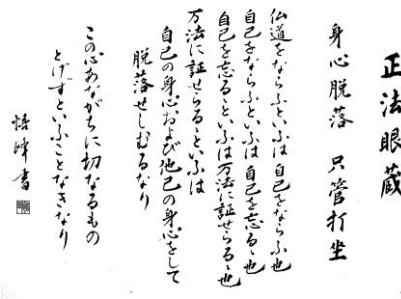 正法眼蔵
身心脱落 只管打坐
仏道をならふといふは自己をならふ也
自己をならふといふは自己を忘るゝ也
自己を忘るゝといふは万法に証せらるゝ也
万法に証せらるゝといふは
自己の身心および他己の身心をして
脱落せしむるなり
この心あながちに切なるもの
とげずといふことなきなり
悟峰書